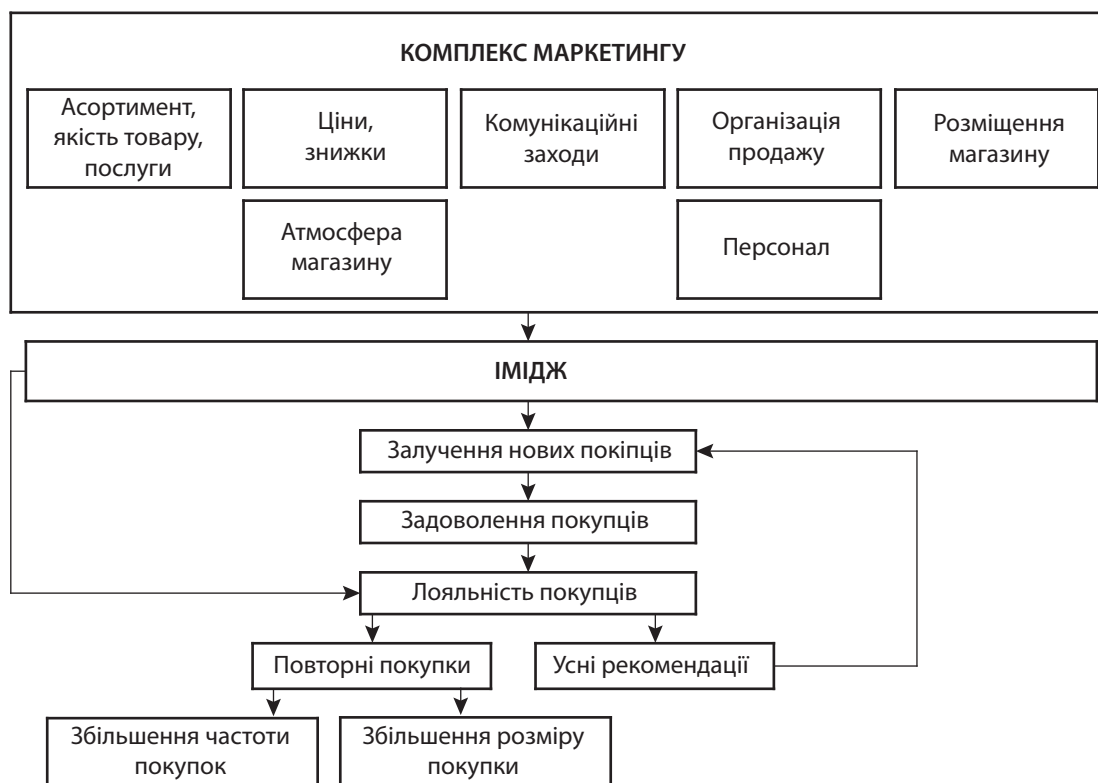 КОМПЛЕКС МАРКЕТИНГУ
Асортимент,
якість товару,
послуги
Ціни,
знижки
Комунікаційні
заходи
Організація
продажу
Розміщення
магазину
Атмосфера
магазину
Персонал
ІМІДЖ
Залучення нових покіпців
Задоволення покупців
Лояльність покупців
Повторні покупки
Усні рекомендації
Збільшення частоти
покупок
Збільшення розміру
покупки